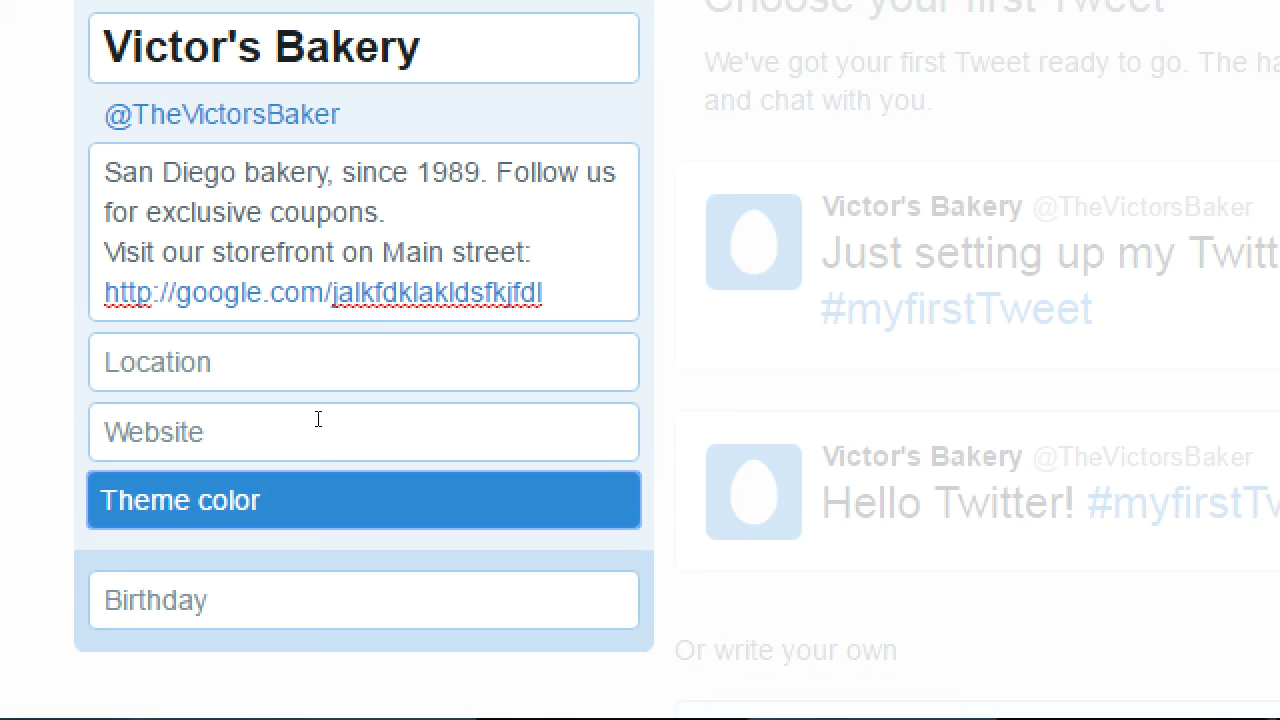 Victor's Bakery
@TheVictorsBaker
San Diego bakery, since 1989. Follow us
for exclusive coupons.
Visit our storefront on Main street:
http://google.com/jalkfdklakldsfkjfdl
Location
Website
Theme color
Birthday
Choose your first Tweet
We've got your first Tweet ready to go. The
and chat with you.
Victor's Bakery @TheVictorsBaker
Just setting up my
#myfirstTweet
Victor's Bakery @TheVictorsBaker
Hello Twitter!
Or write your own